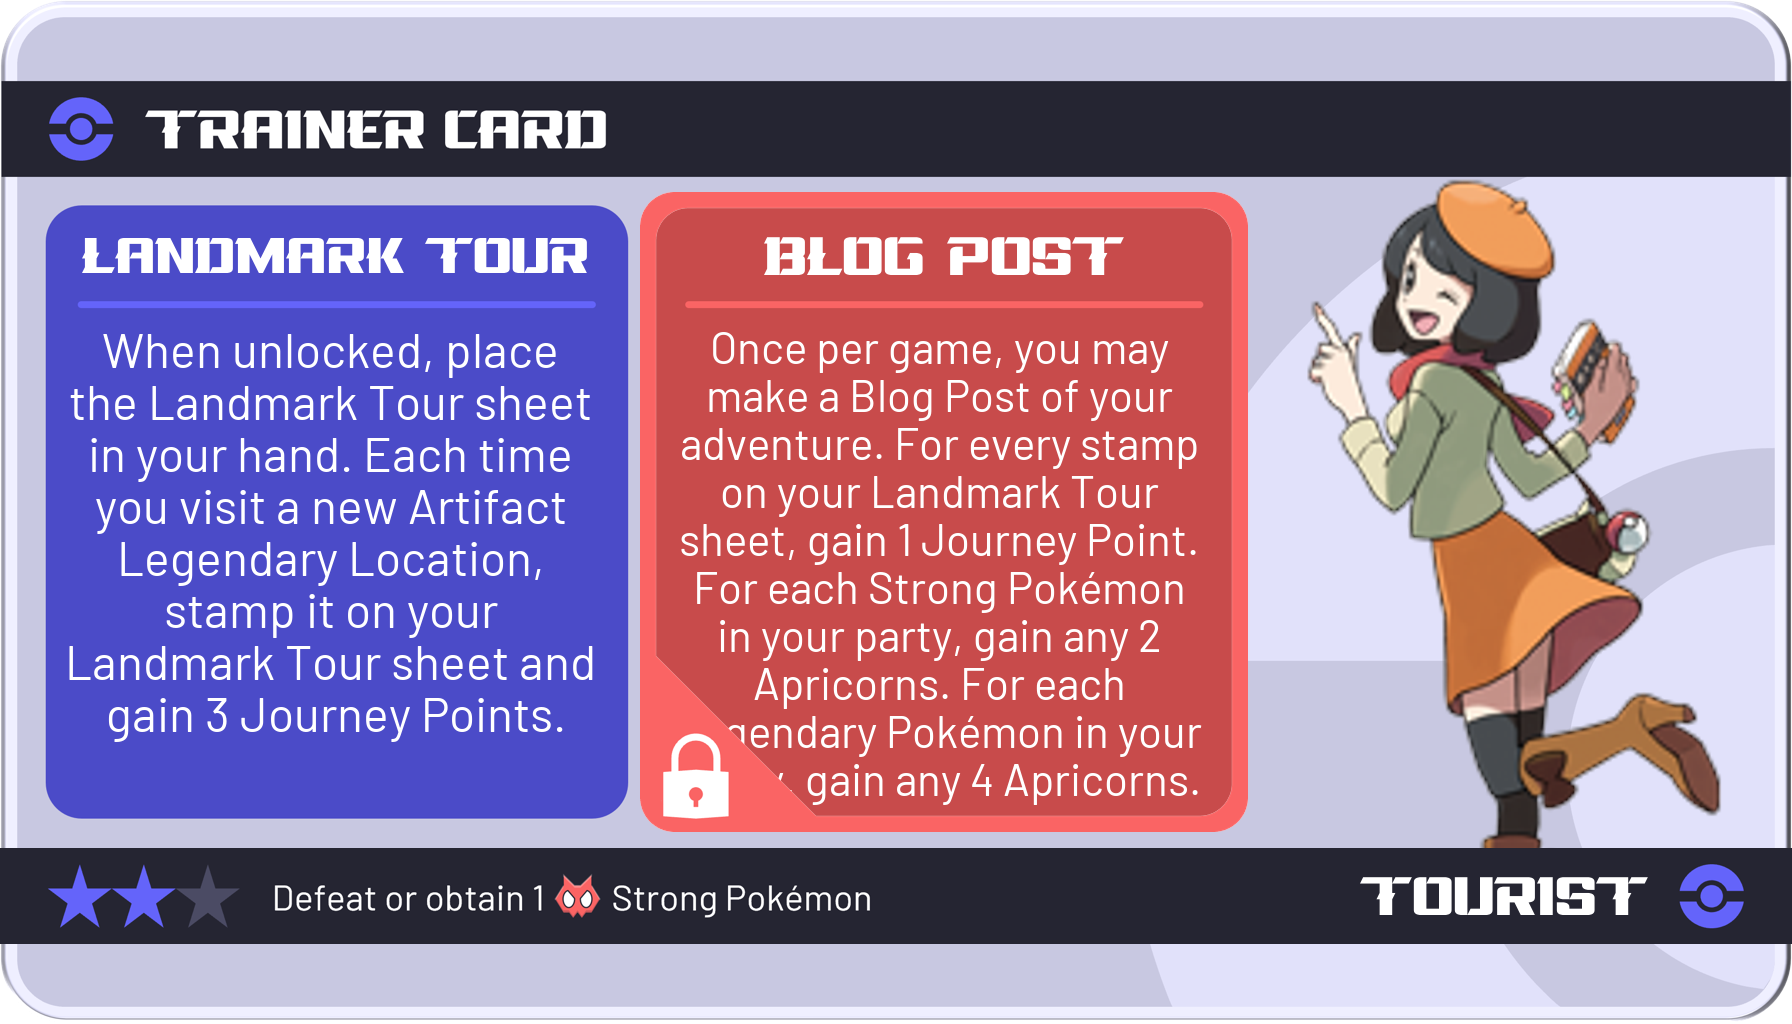 TRAINER CARD
LANDMARK TOUR
When unlocked, place
the Landmark Tour sheet
in your hand. Each time
you visit a new Artifact
Legendary Location,
stamp it on your
Landmark Tour sheet and
gain 3 Journey Points.
BLOG POST
Once per game, you may
make a Blog Post of your
adventure. For every stamp
on your Landmark Tour
sheet, gain 1 Journey Point.
For each Strong Pokémon
in your party, gain any 2
Apricorns. For each
gendary Pokémon in your
, gain any 4 Apricorns.
Defeat or obtain 1 Strong Pokémon
TOURIST